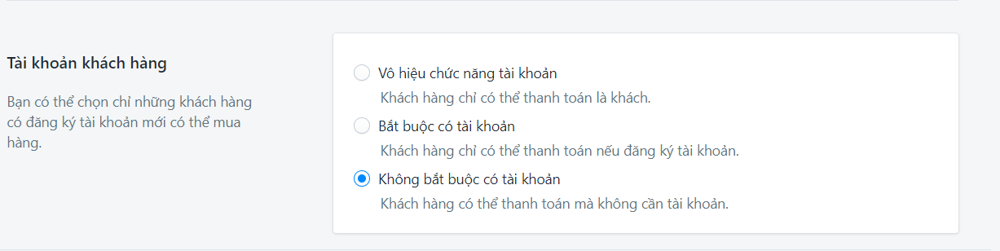 Tài khoản khách hàng
Bạn có thể chọn chỉ những khách hàng
có đăng ký tài khoản mới có thể mua
hàng.
Vô hiệu chức năng tài khoản
Khách hàng chỉ có thể thanh toán là khách.
Bắt buộc có tài khoản
Khách hàng chỉ có thể thanh toán nếu đăng ký tài khoản.
Không bắt buộc có tài khoản
Khách hàng có thể thanh toán mà không cần tài khoản.